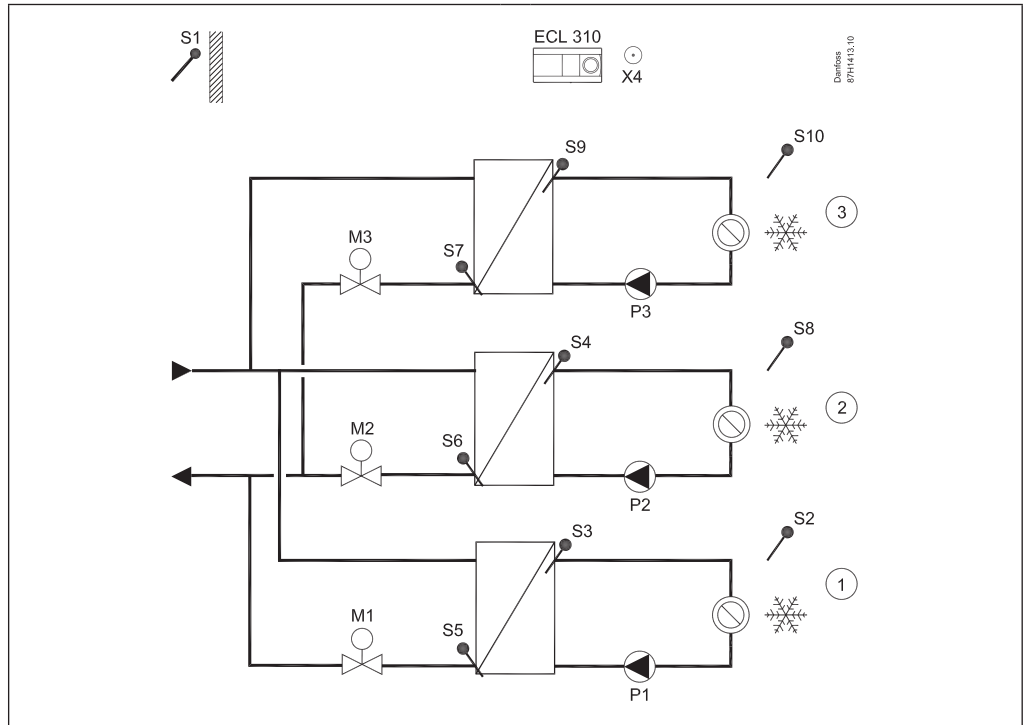 S1
ECL 310
X4
Danfoss
87H1413.10
S9
S10
3
M3
S7
P3
S4
S8
2
M2
S6
P2
S3
S2
1
M1
S5
P1